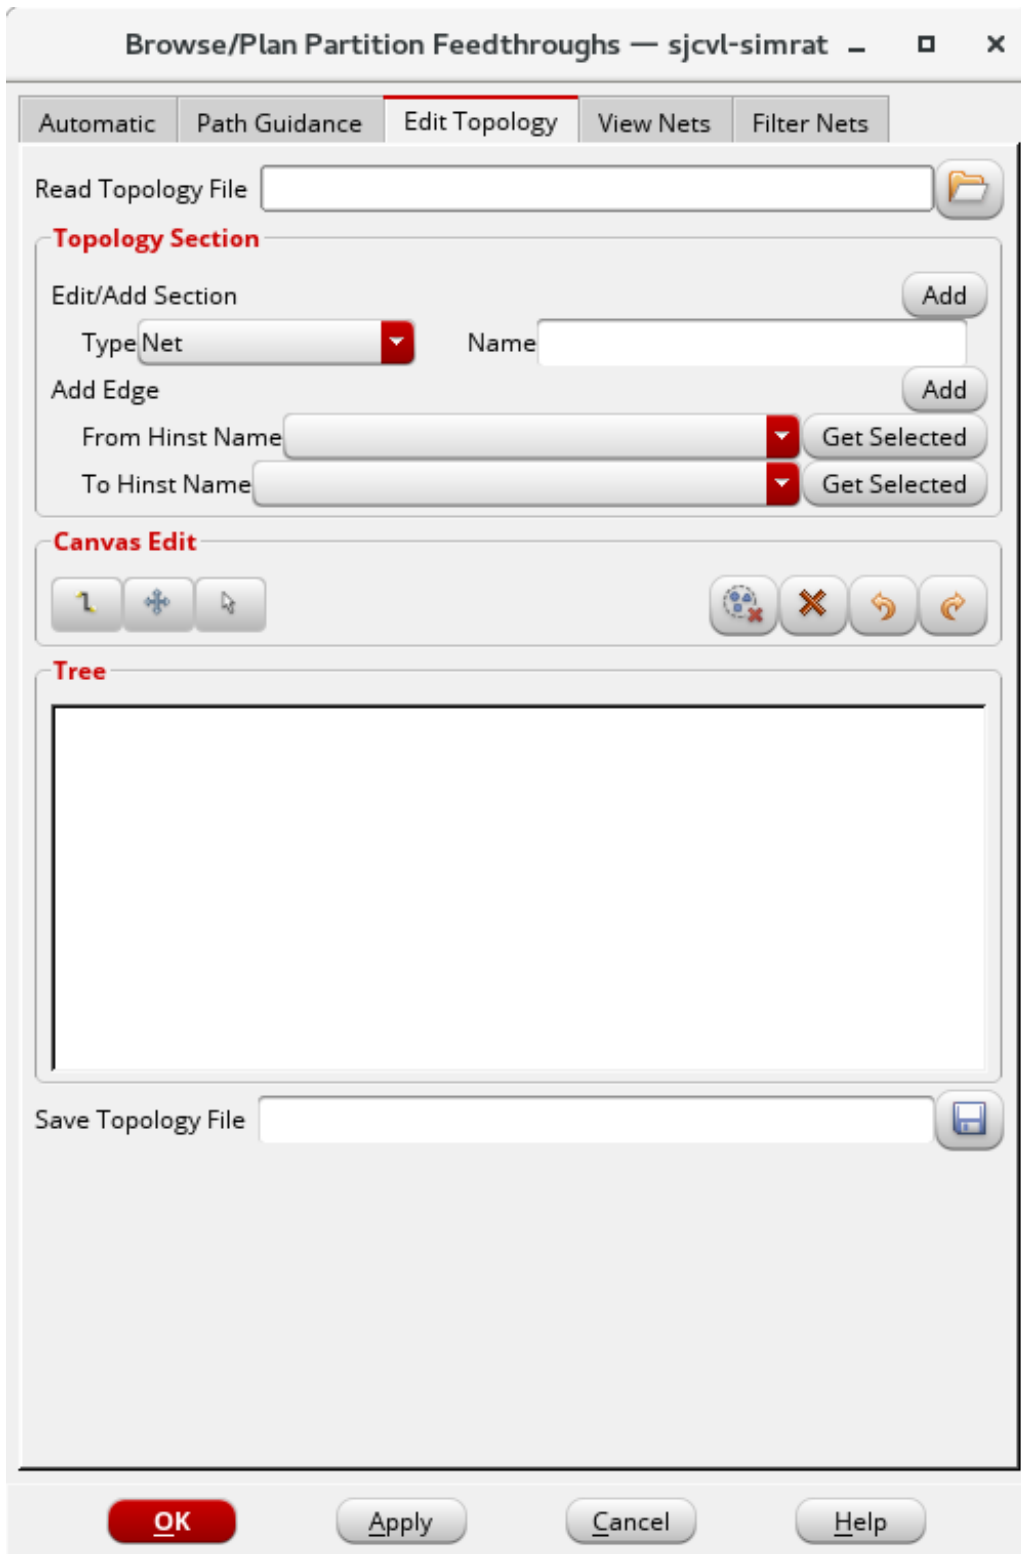 Browse/Plan Partition Feedthroughs — sjcvl-simrat
Automatic Path Guidance Edit Topology View Nets Filter Nets
Read Topology File
Topology Section
Edit/Add Section Add
Type Net Name
Add Edge Add
From Hinst Name Get Selected
To Hinst Name Get Selected
Canvas Edit
Tree
Save Topology File
OK Apply Cancel Help